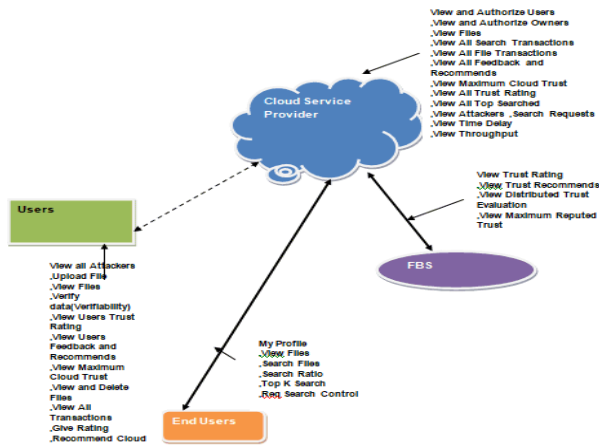 View and Authorize Users
,View and Authorize Owners
,View Files
,View All Search Transactions
,View All File Transactions
,View All Feedback and
Recommends
,View Maximum Cloud Trust
,View All Trust Rating
,View All Top Searched
,View Attackers ,Search Requests
,View Time Delay
,View Throughput
Cloud Service
Provider
View Trust Rating
,View Trust Recommends
,View Distributed Trust
Evaluation
,View Maximum Reputed
Trust
Users
FBS
View all Attackers
,Upload File
,View Files
,Verify
data(Verifiability)
,View Users Trust
Rating
,View Users
Feedback and
Recommends
,View Maximum
Cloud Trust
,View and Delete
Files
,View All
Transactions
,Give Rating
,Recommend Cloud
My Profile
,View Files
,Search Files
,Search Ratio
,Top K Search
,Req Search Control
End Users